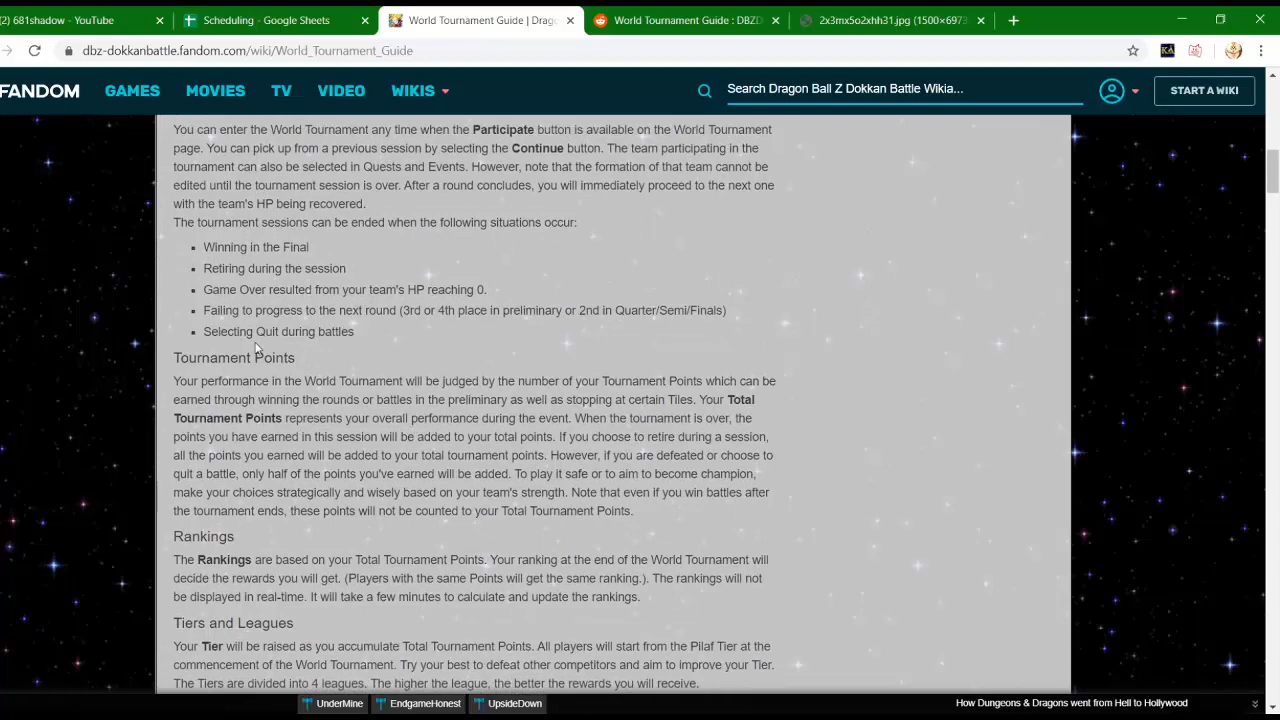 (2) 681shadow - YouTube
Scheduling - Google Sheets
World Tournament Guide | Drago
World Tournament Guide : DBZD
2x3mx5o2xhh31.jpg (1500×6973
dbz-dokkanbattle.fandom.com/wiki/World_Tournament_Guide
FANDOM GAMES MOVIES TV VIDEO WIKIS Search Dragon Ball Z Dokkan Battle Wikia... START A WIKI
You can enter the World Tournament any time when the Participate button is available on the World Tournament
page. You can pick up from a previous session by selecting the Continue button. The team participating in the
tournament can also be selected in Quests and Events. However, note that the formation of that team cannot be
edited until the tournament session is over. After a round concludes, you will immediately proceed to the next one
with the team's HP being recovered.
The tournament sessions can be ended when the following situations occur:
Winning in the Final
Retiring during the session
Game Over resulted from your team's HP reaching 0.
Failing to progress to the next round (3rd or 4th place in preliminary or 2nd in Quarter/Semi/Finals)
Selecting Quit during battles
Tournament Points
Your performance in the World Tournament will be judged by the number of your Tournament Points which can be
earned through winning the rounds or battles in the preliminary as well as stopping at certain Tiles. Your Total
Tournament Points represents your overall performance during the event. When the tournament is over, the
points you have earned in this session will be added to your total points. If you choose to retire during a session,
all the points you earned will be added to your total tournament points. However, if you are defeated or choose to
quit a battle, only half of the points you've earned will be added. To play it safe or to aim to become champion,
make your choices strategically and wisely based on your team's strength. Note that even if you win battles after
the tournament ends, these points will not be counted to your Total Tournament Points.
Rankings
The Rankings are based on your Total Tournament Points. Your ranking at the end of the World Tournament will
decide the rewards you will get. (Players with the same Points will get the same ranking.). The rankings will not
be displayed in real-time. It will take a few minutes to calculate and update the rankings.
Tiers and Leagues
Your Tier will be raised as you accumulate Total Tournament Points. All players will start from the Pilaf Tier at the
commencement of the World Tournament. Try your best to defeat other competitors and aim to improve your Tier.
The Tiers are divided into 4 leagues. The higher the league, the better the rewards you will receive.
UnderMine EndgameHonest UpsideDown How Dungeons & Dragons went from Hell to Hollywood